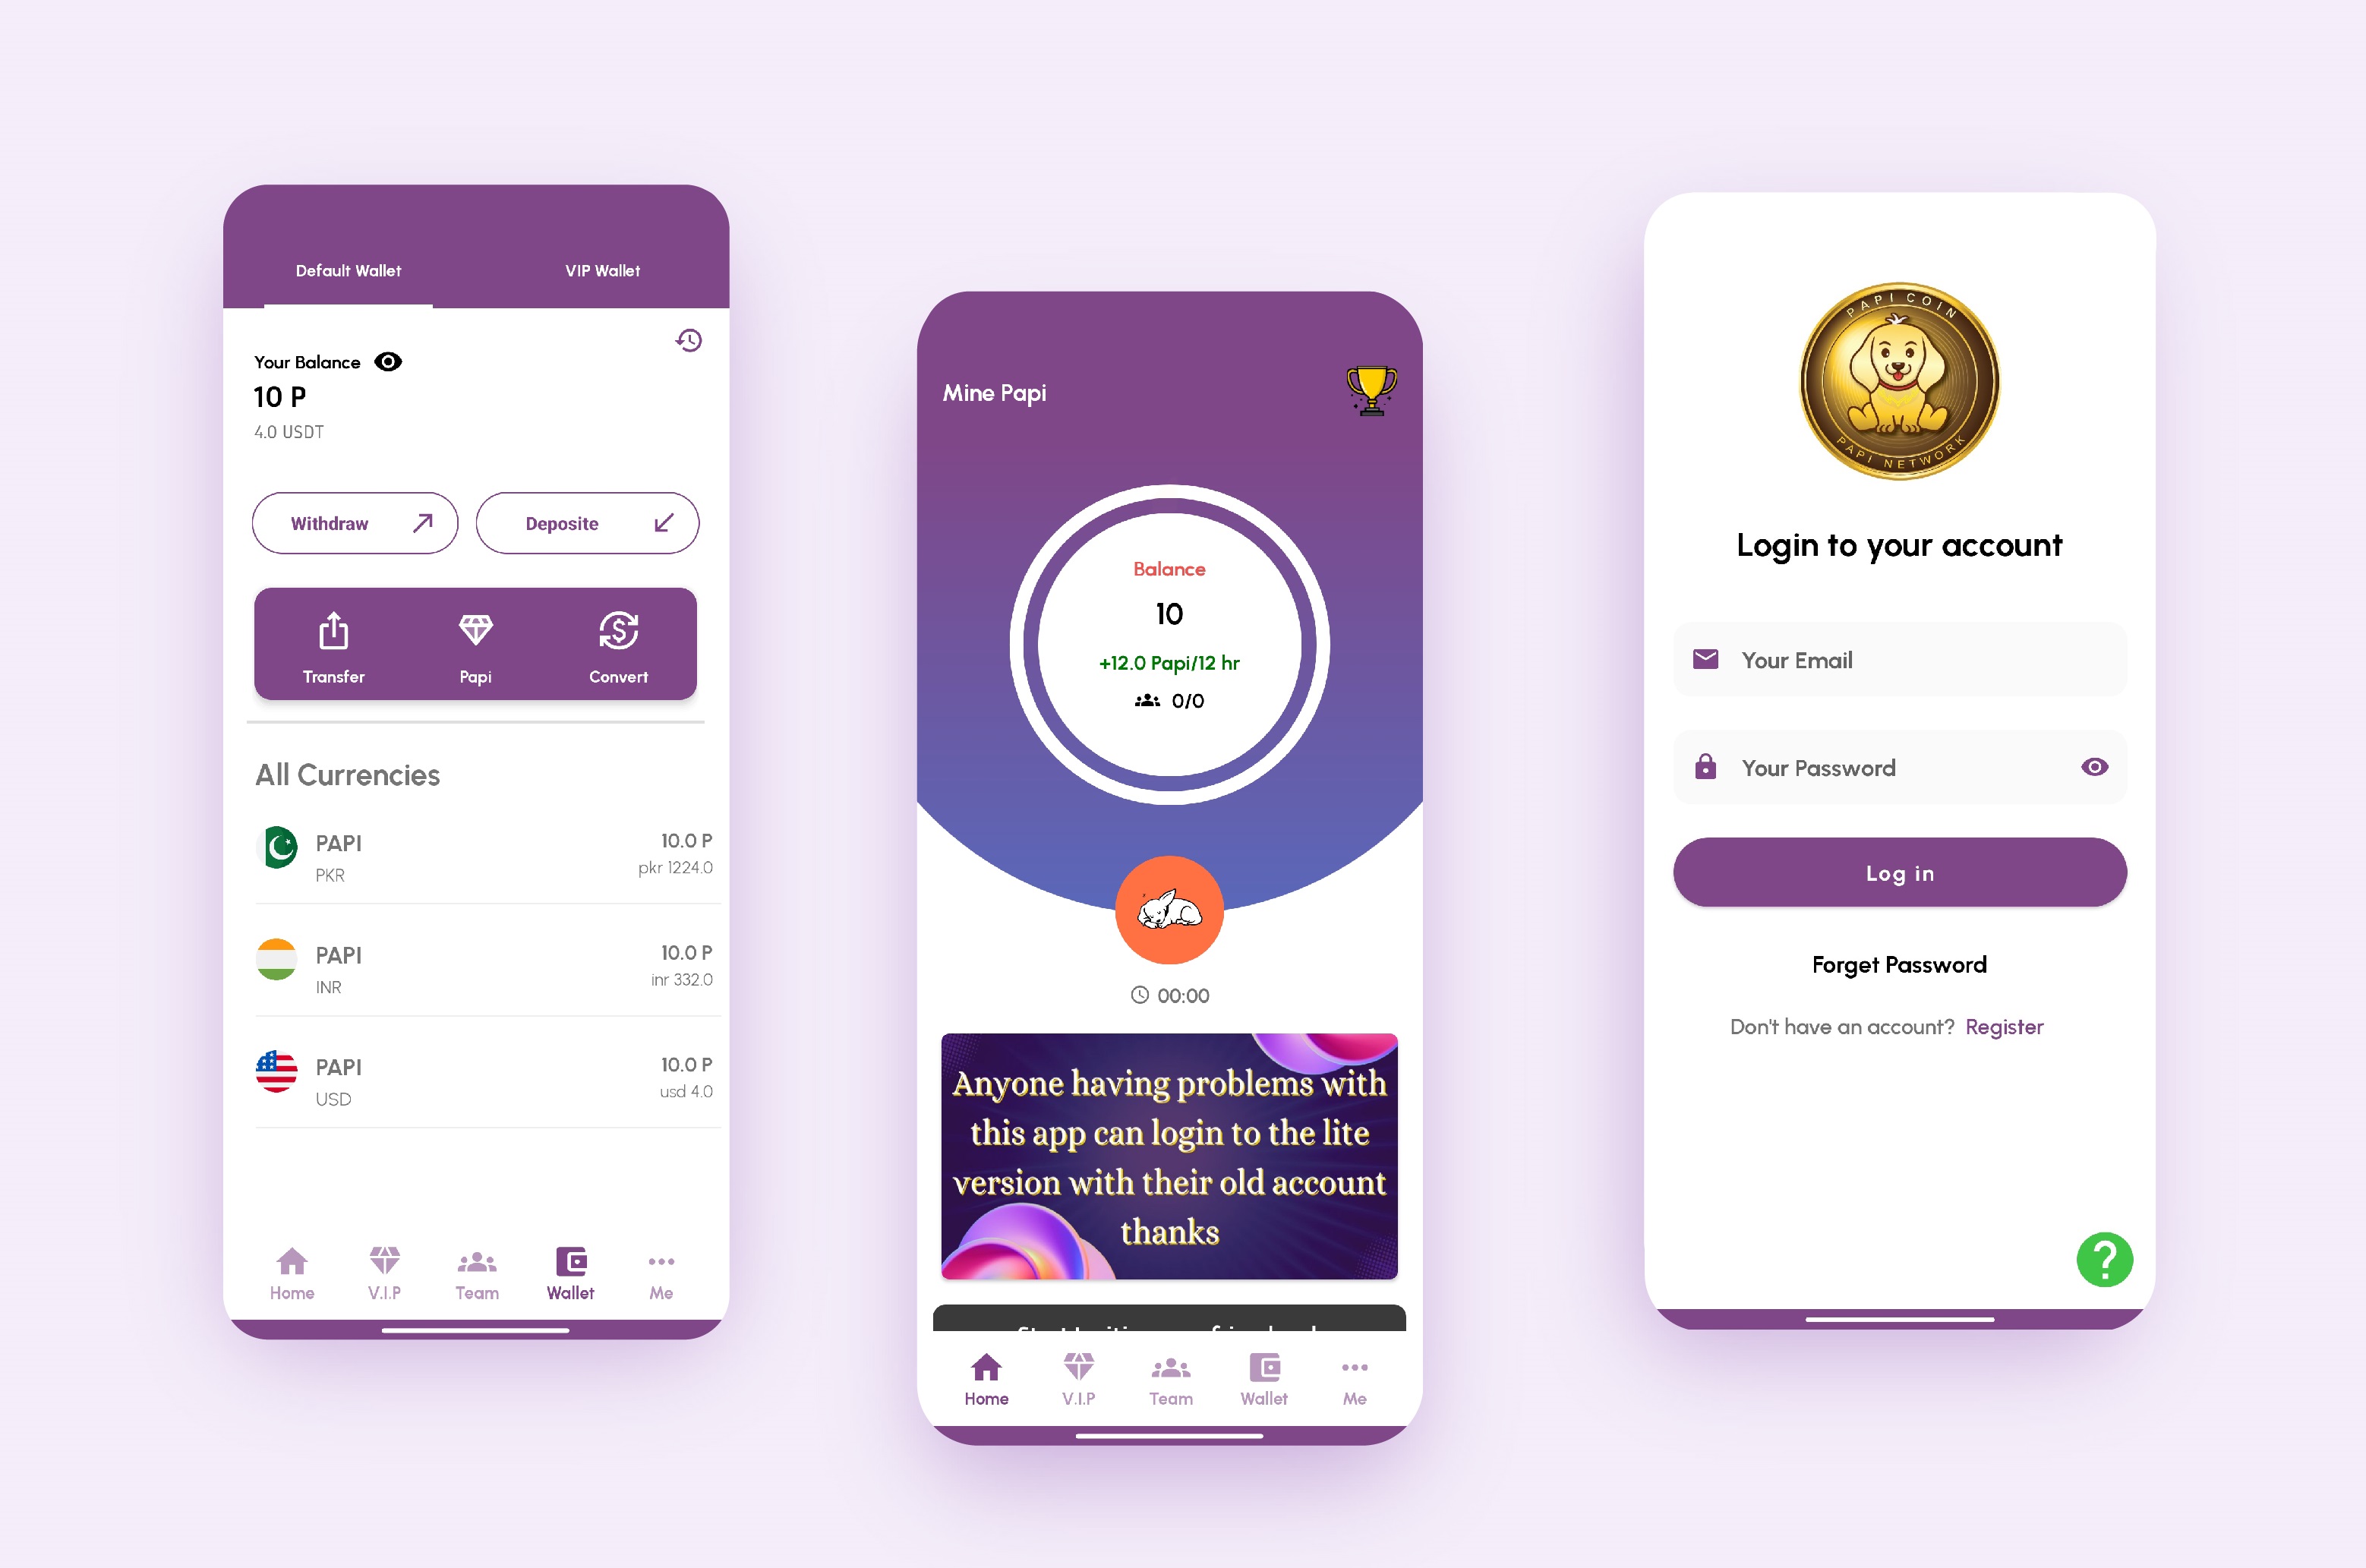 Default Wallet
VIP Wallet
Your Balance
10 P
4.0 USDT
Withdraw
Deposite
Transfer
Papi
Convert
All Currencies
PAPI
10.0 P
PKR
pkr 1224.0
PAPI
10.0 P
INR
inr 332.0
PAPI
10.0 P
USD
usd 4.0
Home
V.I.P
Team
Wallet
Me
Mine Papi
Balance
10
+12.0 Papi/12 hr
0/0
00:00
Anyone having problems with
this app can login to the lite
version with their old account
thanks
Home
V.I.P
Team
Wallet
Me
PAPI COIN
PAPI NETWORK
Login to your account
Your Email
Your Password
Log in
Forget Password
Don't have an account? Register
?